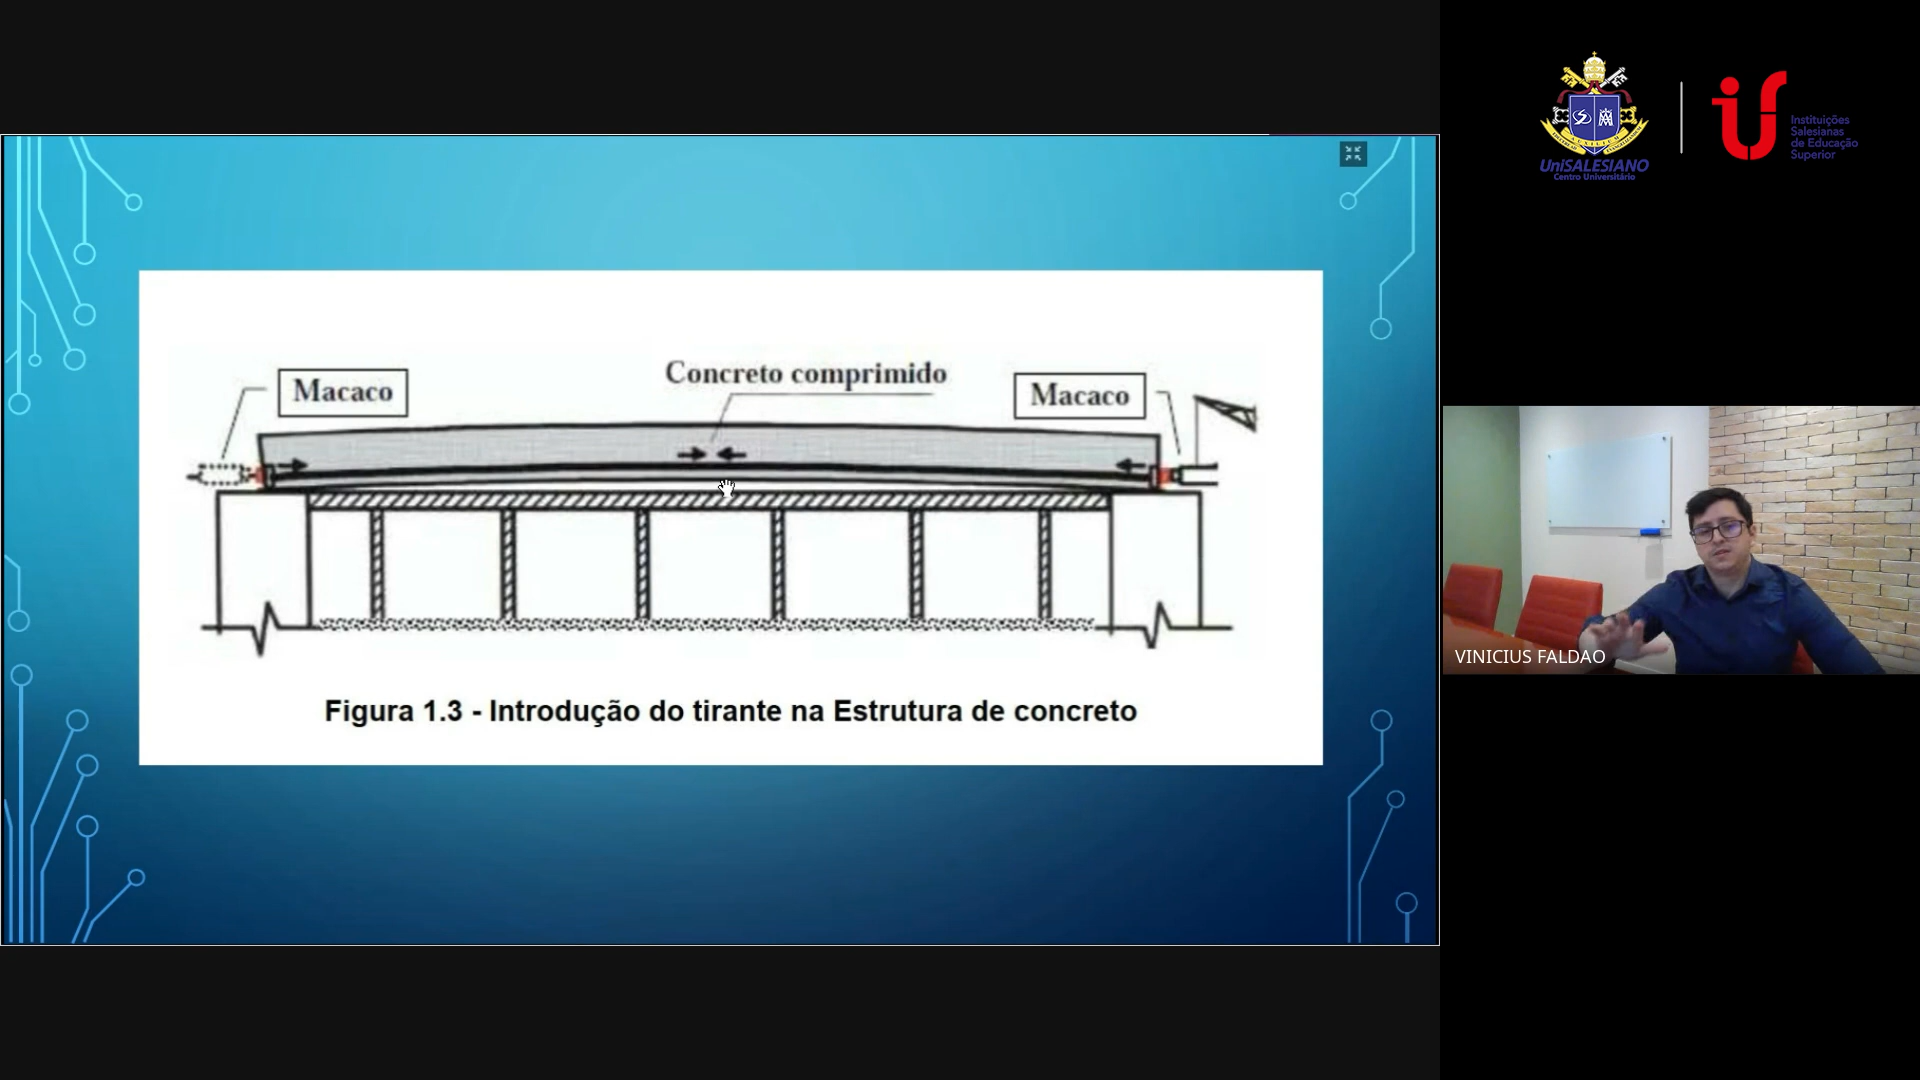 Macaco
Concreto comprimido
Macaco
Figura 1.3 - Introdução do tirante na Estrutura de concreto
UniSALESIANO
Centro Universitário
Instituições
Salesianas
de Educação
Superior
VINICIUS FALDAO